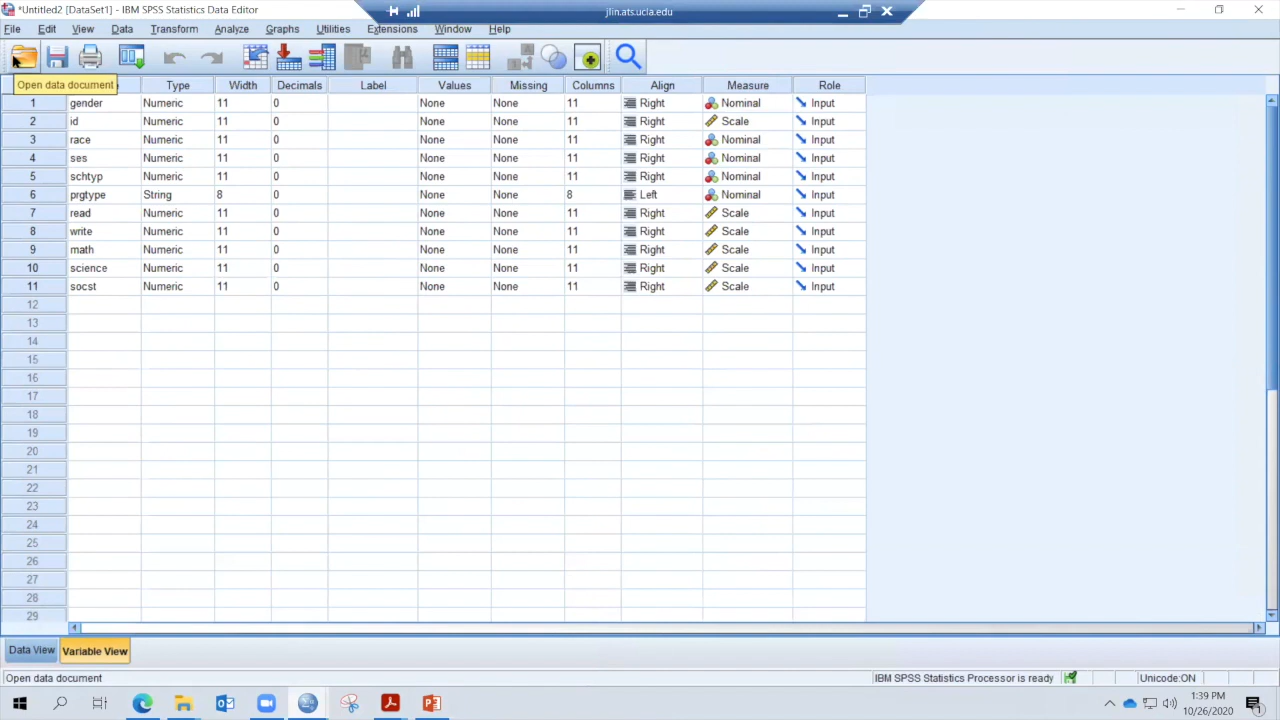 *Untitled2 [DataSet1] - IBM SPSS Statistics Data Editor
jlin.ats.ucla.edu
File Edit View Data Transform Analyze Graphs Utilities Extensions Window Help
Open data document
Type Width Decimals Label Values Missing Columns Align Measure Role
1 gender Numeric 11 0 None None 11 Right Nominal Input
2 id Numeric 11 0 None None 11 Right Scale Input
3 race Numeric 11 0 None None 11 Right Nominal Input
4 ses Numeric 11 0 None None 11 Right Nominal Input
5 schtyp Numeric 11 0 None None 11 Right Nominal Input
6 prgtype String 8 0 None None 8 Left Nominal Input
7 read Numeric 11 0 None None 11 Right Scale Input
8 write Numeric 11 0 None None 11 Right Scale Input
9 math Numeric 11 0 None None 11 Right Scale Input
10 science Numeric 11 0 None None 11 Right Scale Input
11 socst Numeric 11 0 None None 11 Right Scale Input
12
13
14
15
16
17
18
19
20
21
22
23
24
25
26
27
28
29
Data View Variable View
Open data document IBM SPSS Statistics Processor is ready Unicode:ON
1:39 PM
10/26/2020
1